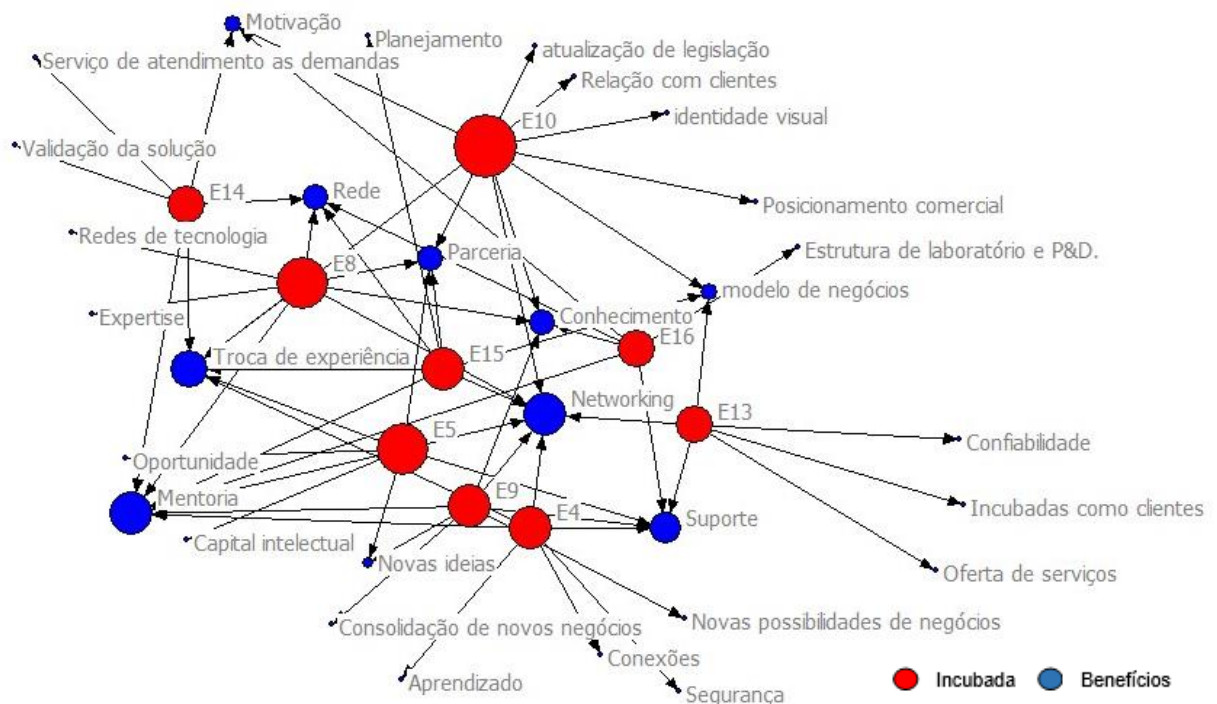 Motivação
Planejamento
atualização de legislação
Serviço de atendimento as demandas
Relação com clientes
E10
identidade visual
Validação da solução
E14
Rede
Posicionamento comercial
Redes de tecnologia
Parceria
Estrutura de laboratório e P&D.
E8
modelo de negócios
Expertise
Conhecimento
E16
Troca de experiência
E15
Networking
E13
E5
Confiabilidade
Oportunidade
Mentoria
E9
E4
Suporte
Incubadas como clientes
Capital intelectual
Novas ideias
Oferta de serviços
Consolidação de novos negócios
Novas possibilidades de negócios
Conexões
Aprendizado
Segurança
Incubada
Benefícios